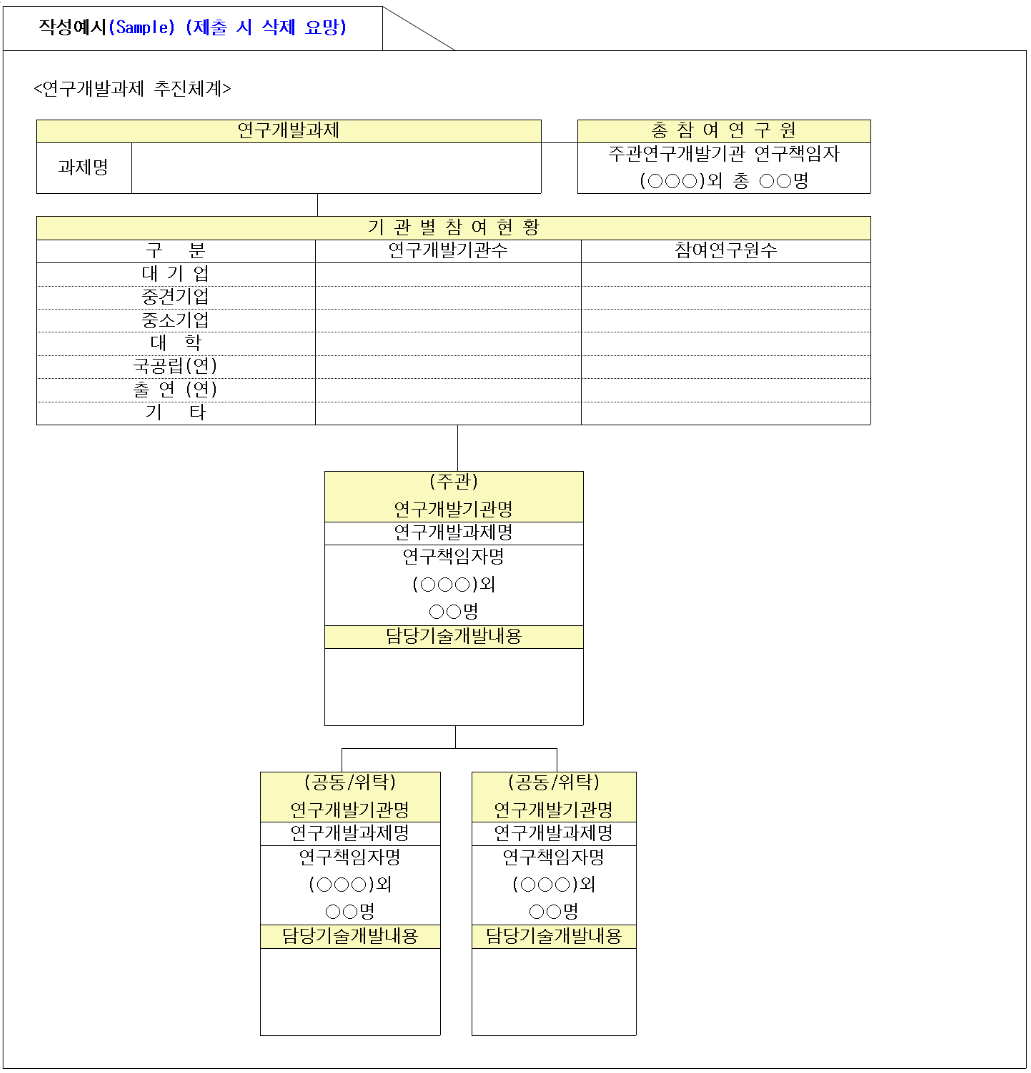 작성예시(Sample) (제출 시 삭제 요망)
<연구개발과제 추진체계>
연구개발과제
총 참 여 연 구 원
과제명
주관연구개발기관 연구책임자
(○○○)외 총 ○○명
기 관 별 참 여 현 황
구 분 연구개발기관수 참여연구원수
대 기 업
중견기업
중소기업
대 학
국공립(연)
출 연 (연)
기 타
(주관)
연구개발기관명
연구개발과제명
연구책임자명
(○○○)외
○○명
담당기술개발내용
(공동/위탁)
연구개발기관명
연구개발과제명
연구책임자명
(○○○)외
○○명
담당기술개발내용
(공동/위탁)
연구개발기관명
연구개발과제명
연구책임자명
(○○○)외
○○명
담당기술개발내용